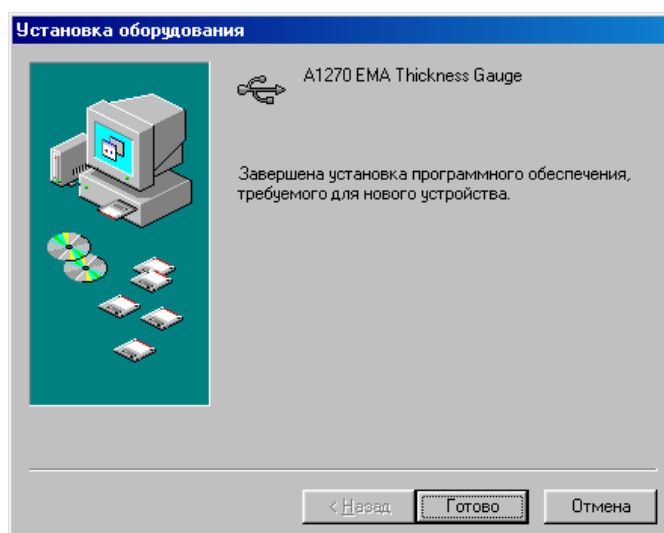 Установка оборудования
A1270 EMA Thickness Gauge
Завершена установка программного обеспечения,
требуемого для нового устройства.
< Назад Готово Отмена